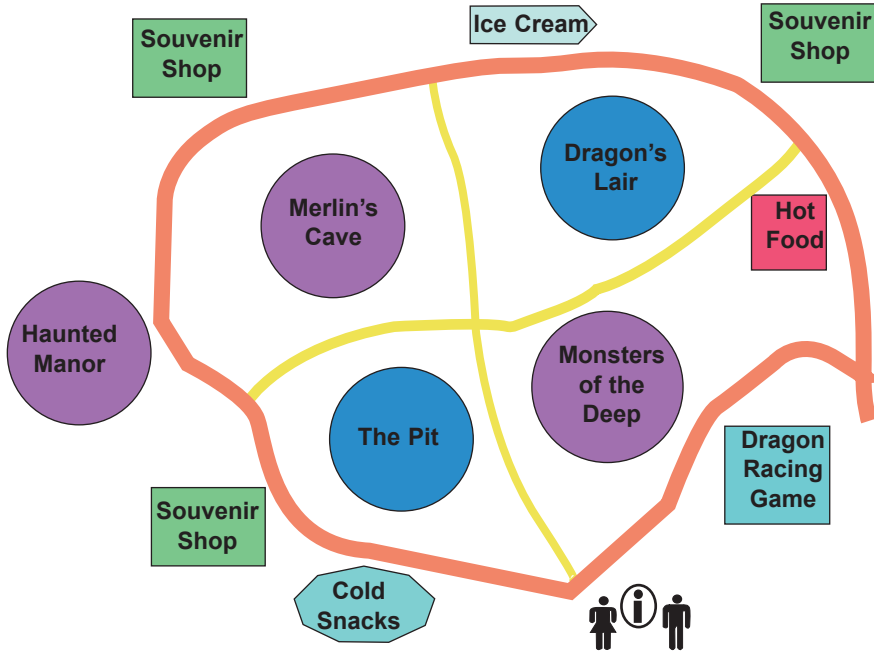 Ice Cream
Souvenir
Shop
Souvenir
Shop
Dragon's
Lair
Merlin's
Cave
Hot
Food
Haunted
Manor
Monsters
of the
Deep
The Pit
Dragon
Racing
Game
Souvenir
Shop
Cold
Snacks
i